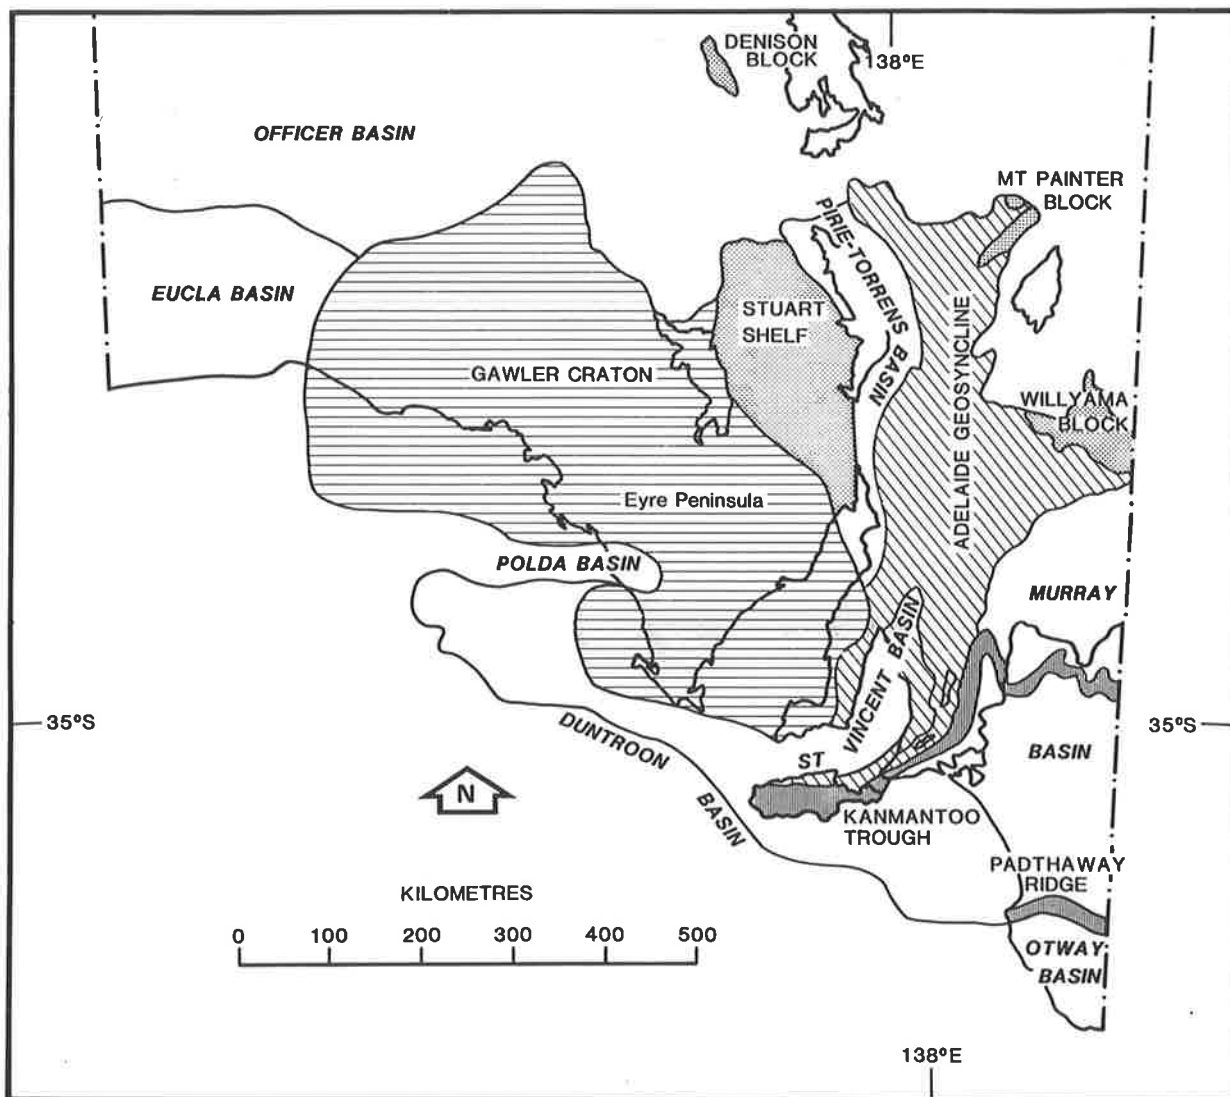 DENISON
BLOCK
138°E
OFFICER BASIN
MT PAINTER
BLOCK
PIRIE-TORRENS BASIN
EUCLA BASIN
STUART
SHELF
GAWLER CRATON
ADELAIDE GEOSYNCLINE
WILLYAMA
BLOCK
Eyre Peninsula
POLDA BASIN
MURRAY
BASIN
ST VINCENT BASIN
35°S
35°S
DUNTROON
BASIN
N
KANMANTOO
TROUGH
PADTHAWAY
RIDGE
KILOMETRES
0 100 200 300 400 500
OTWAY
BASIN
138°E